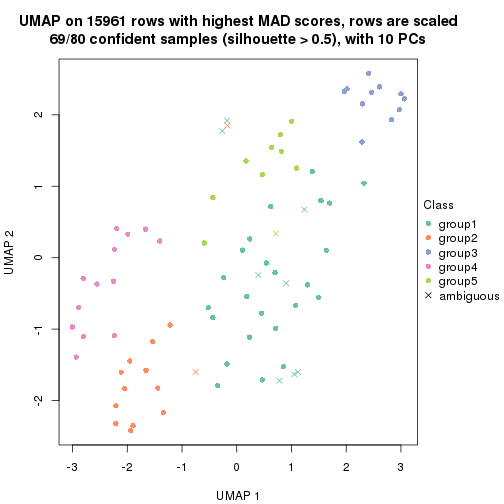 UMAP on 15961 rows with highest MAD scores, rows are scaled
69/80 confident samples (silhouette > 0.5), with 10 PCs
UMAP 2
2
1
0
-1
-2
-3
-2
-1
0
1
2
3
UMAP 1
Class
group1
group2
group3
group4
group5
ambiguous